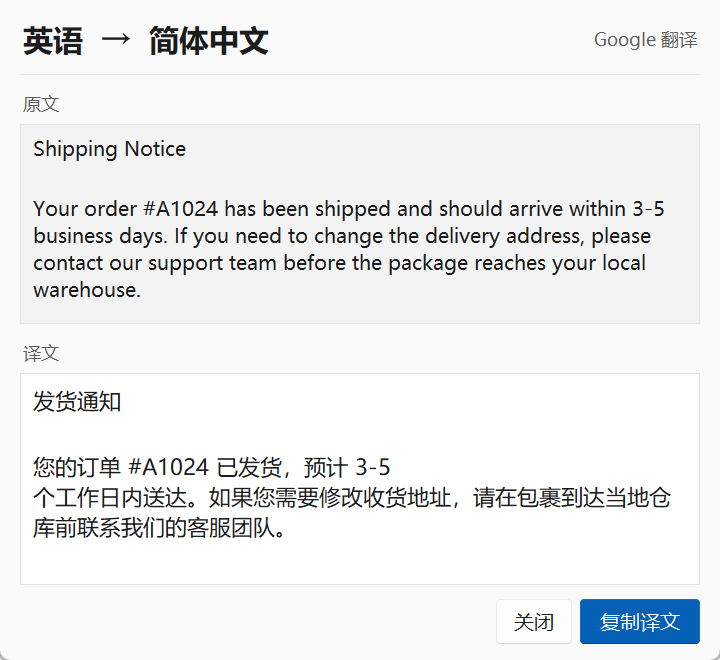 英语 → 简体中文
Google 翻译
原文
Shipping Notice
Your order #A1024 has been shipped and should arrive within 3-5
business days. If you need to change the delivery address, please
contact our support team before the package reaches your local
warehouse.
译文
发货通知
您的订单 #A1024 已发货，预计 3-5
个工作日内送达。如果您需要修改收货地址，请在包裹到达当地仓
库前联系我们的客服团队。
关闭
复制译文